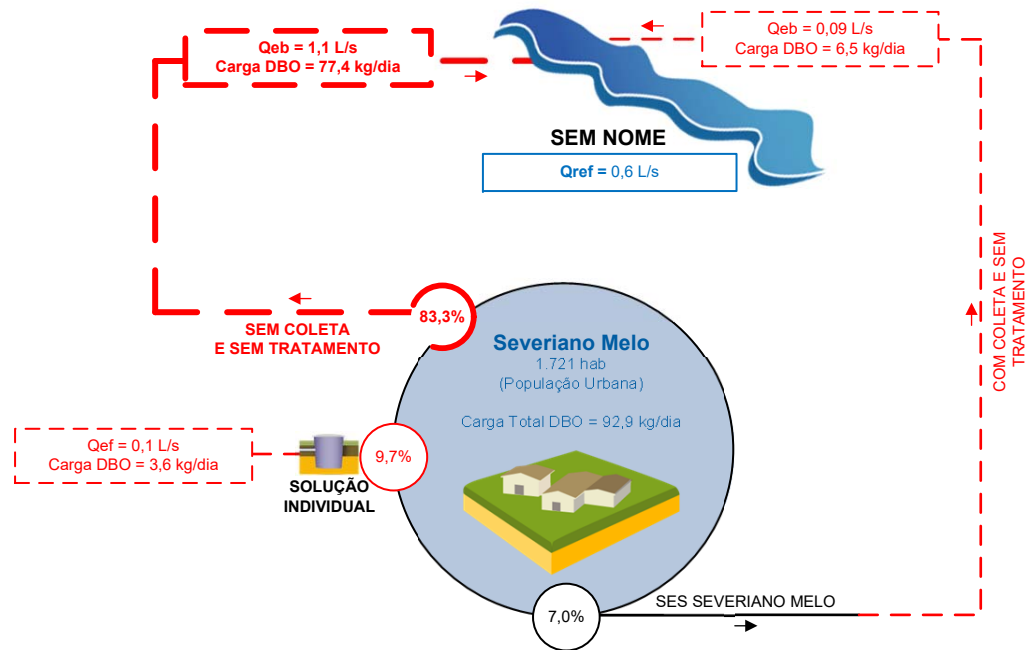 Qeb = 1,1 L/s
Carga DBO = 77,4 kg/dia
Qeb = 0,09 L/s
Carga DBO = 6,5 kg/dia
SEM NOME
Qref = 0,6 L/s
COM COLETA E SEM
TRATAMENTO
83,3%
SEM COLETA
E SEM TRATAMENTO
Severiano Melo
1.721 hab
(População Urbana)
Carga Total DBO = 92,9 kg/dia
Qef = 0,1 L/s
Carga DBO = 3,6 kg/dia
9,7%
SOLUÇÃO
INDIVIDUAL
7,0%
SES SEVERIANO MELO